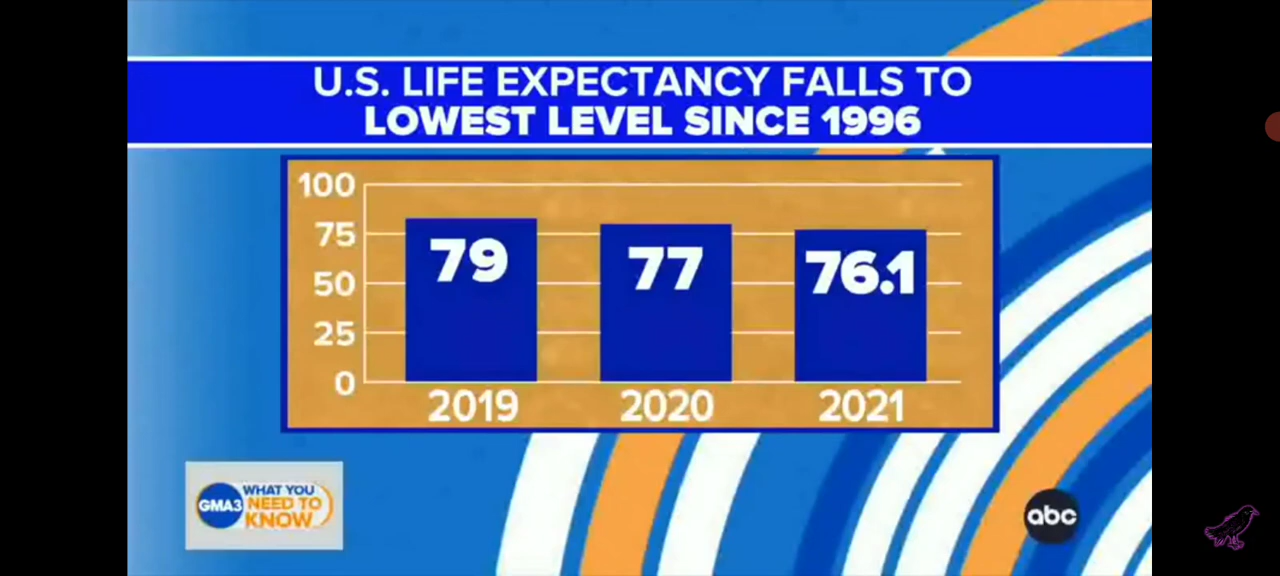 U.S. LIFE EXPECTANCY FALLS TO
LOWEST LEVEL SINCE 1996
100
75
50
25
0
79
77
76.1
2019
2020
2021
GMA3
WHAT YOU
NEED TO
KNOW
abc